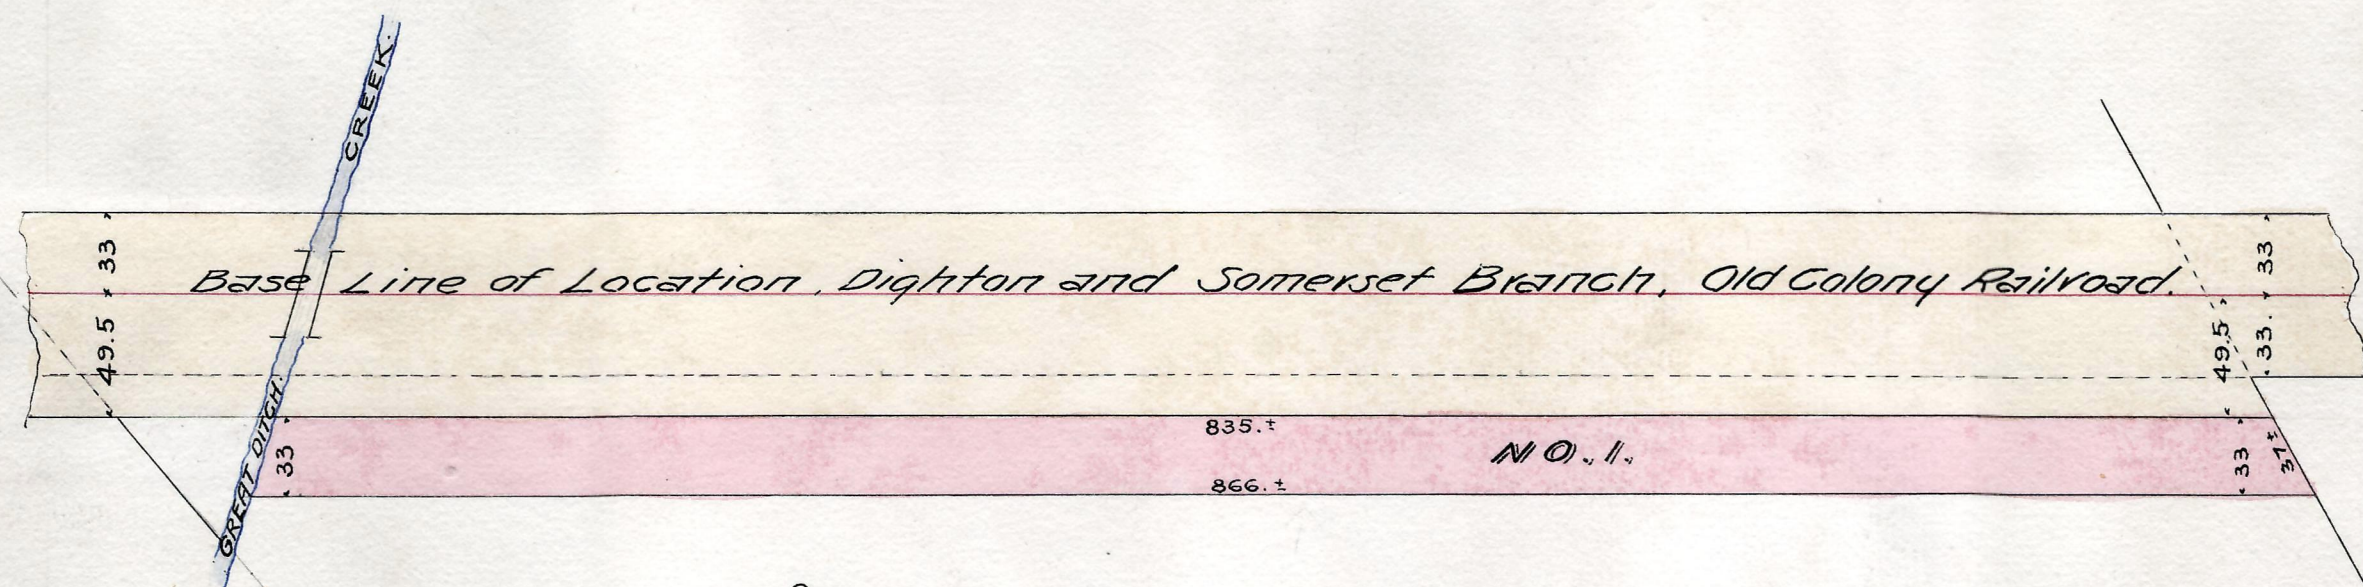 CREEK.
33
Base Line of Location, Dighton and Somerset Branch, Old Colony Railroad.
33
49.5
49.5
33.
GREAT DITCH.
835.±
NO. 1.
33
33
37±
866.±